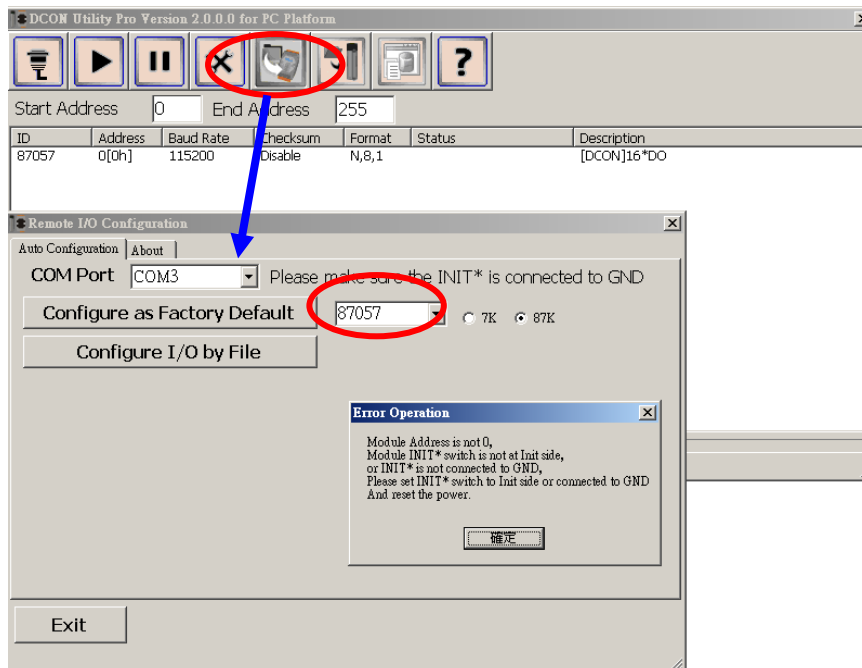 DCON Utility Pro Version 2.0.0.0 for PC Platform
?
Start Address 0 End Address 255
ID Address Baud Rate Checksum Format Status Description
87057 0[0h] 115200 Disable N,8,1 [DCON]16*DO
Remote I/O Configuration
Auto Configuration About
COM Port COM3 Please make sure the INIT* is connected to GND
Configure as Factory Default 87057 7K 87K
Configure I/O by File
Error Operation
Module Address is not 0,
Module INIT* switch is not at Init side,
or INIT* is not connected to GND,
Please set INIT* switch to Init side or connected to GND
And reset the power.
確定
Exit